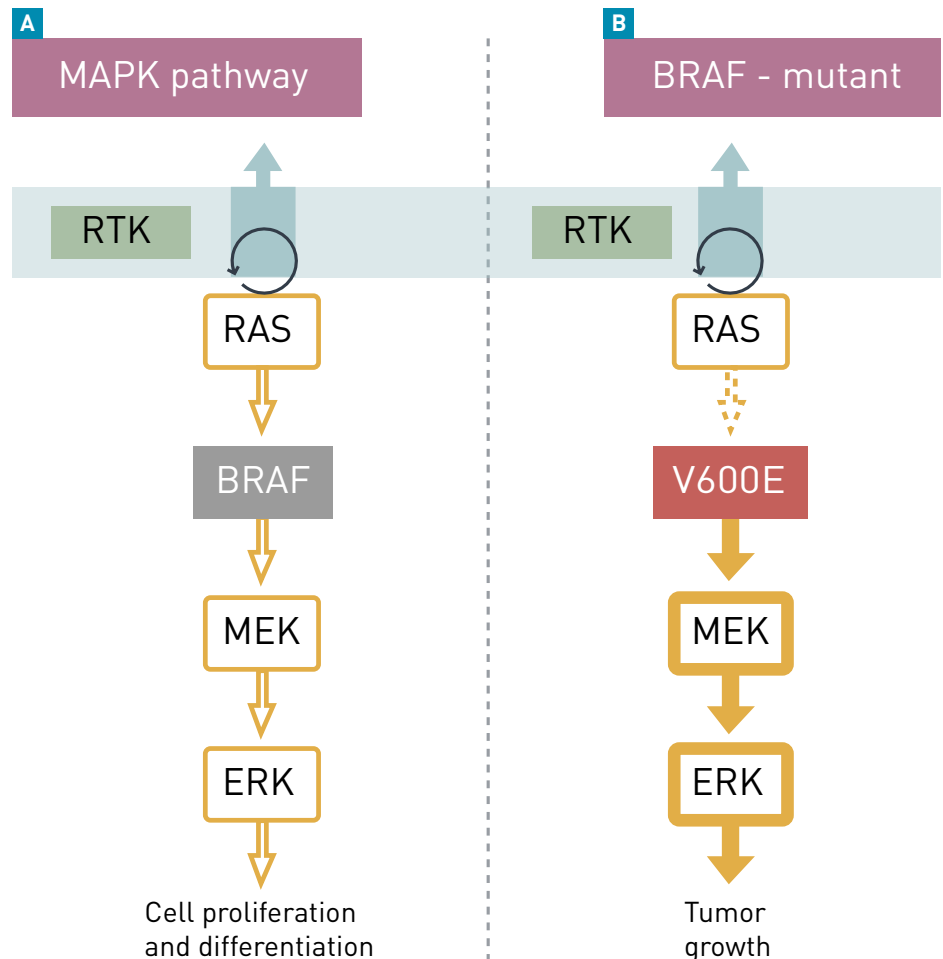 A
MAPK pathway
RTK
RAS
BRAF
MEK
ERK
Cell proliferation
and differentiation
B
BRAF - mutant
RTK
RAS
V600E
MEK
ERK
Tumor
growth